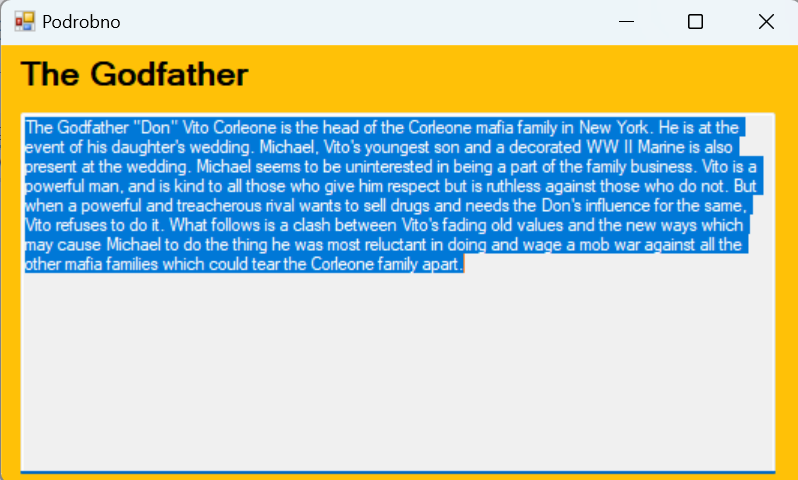 Podrobno
The Godfather
The Godfather "Don" Vito Corleone is the head of the Corleone mafia family in New York. He is at the
event of his daughter's wedding. Michael, Vito's youngest son and a decorated WW II Marine is also
present at the wedding. Michael seems to be uninterested in being a part of the family business. Vito is a
powerful man, and is kind to all those who give him respect but is ruthless against those who do not. But
when a powerful and treacherous rival wants to sell drugs and needs the Don's influence for the same,
Vito refuses to do it. What follows is a clash between Vito's fading old values and the new ways which
may cause Michael to do the thing he was most reluctant in doing and wage a mob war against all the
other mafia families which could tear the Corleone family apart.